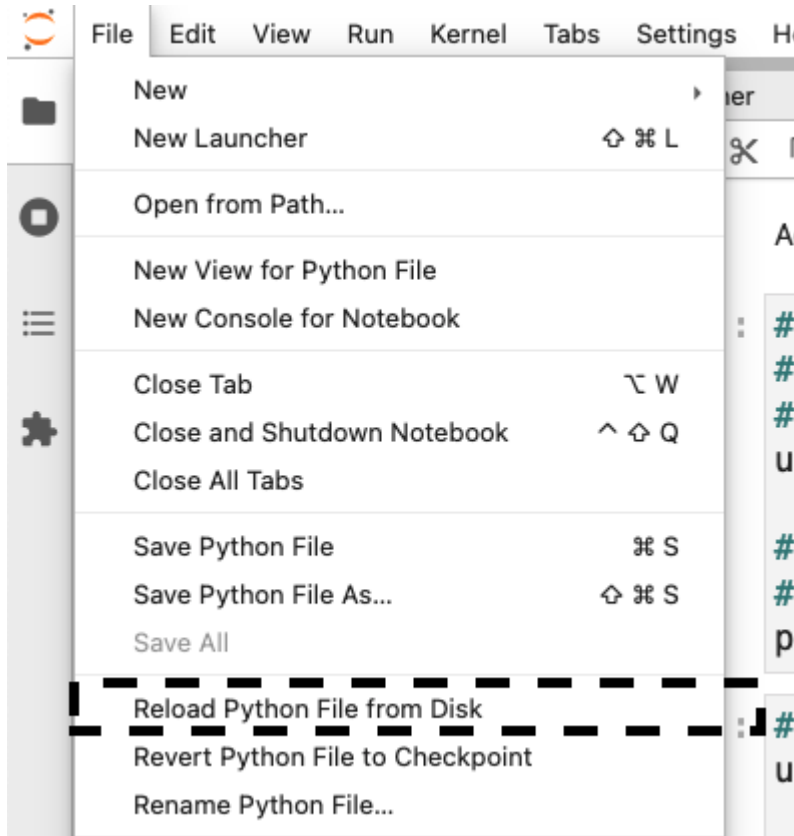 File Edit View Run Kernel Tabs Settings
New
New Launcher ⇧ ⌘ L
Open from Path...
New View for Python File
New Console for Notebook
Close Tab ⌥ W
Close and Shutdown Notebook ^ ⇧ Q
Close All Tabs
Save Python File ⌘ S
Save Python File As... ⇧ ⌘ S
Save All
Reload Python File from Disk
Revert Python File to Checkpoint
Rename Python File...